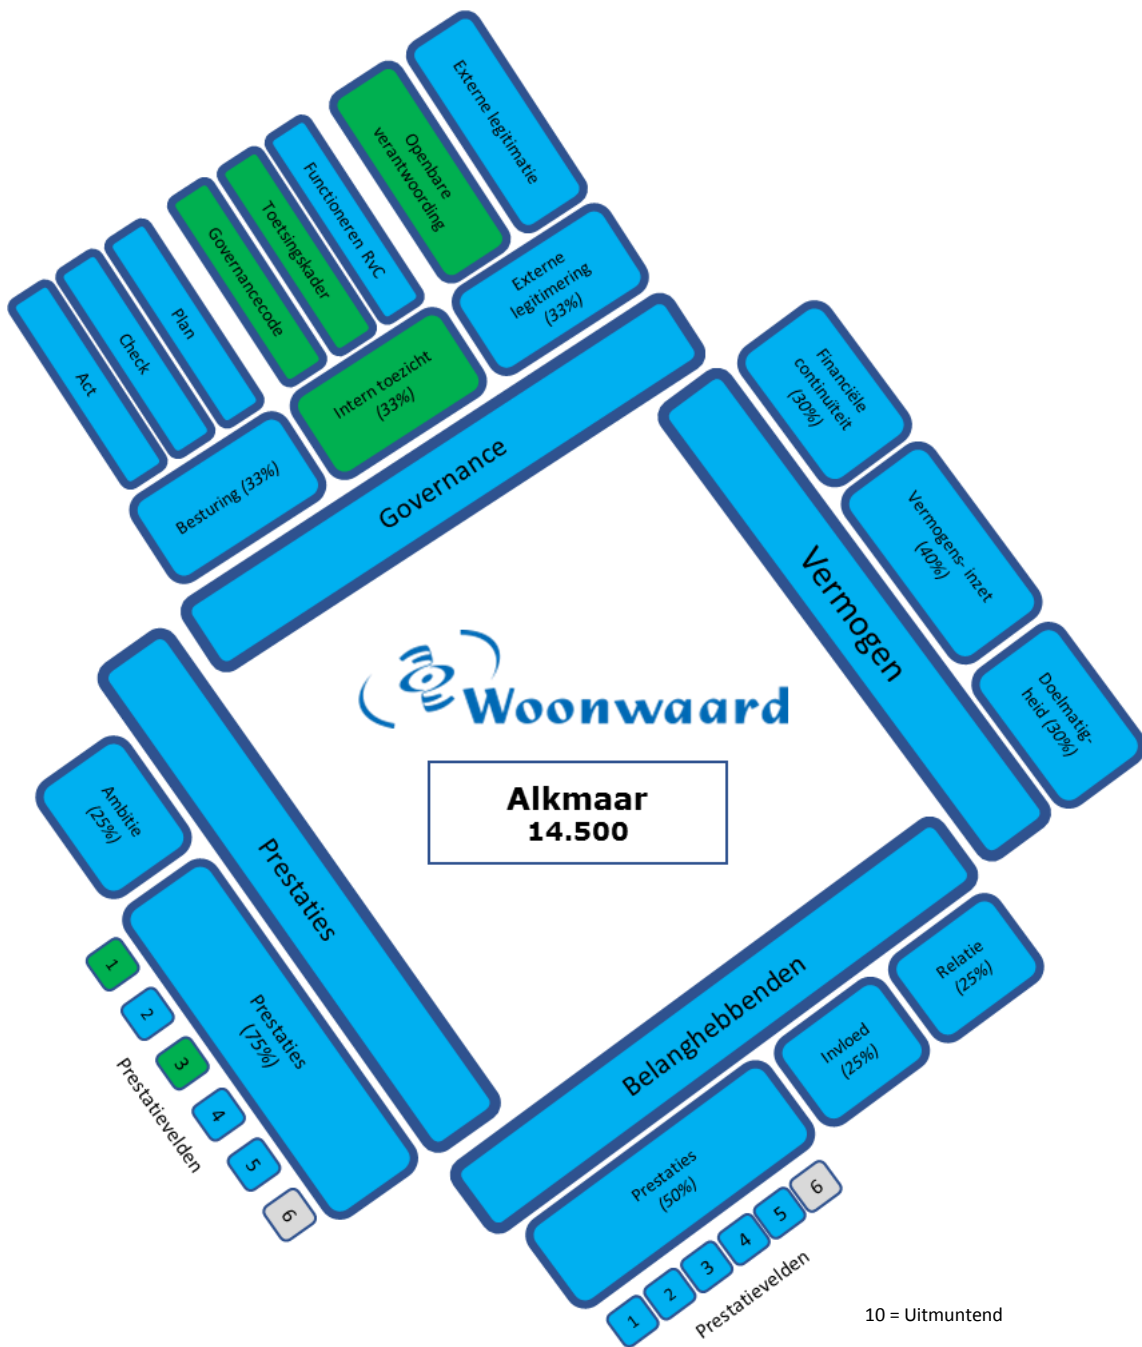 Externe legitimatie
Openbare
verantwoording
Functioneren RvC
Toetsingskader
Governancecode
Plan
Check
Act
Externe
legitimering
(33%)
Intern toezicht
(33%)
Besturing (33%)
Governance
Financiële
continuïteit
(30%)
Vermogens- inzet
(40%)
Doelmatig-
heid (30%)
Vermogen
Woonwaard
Alkmaar
14.500
Prestaties
Ambitie
(25%)
Prestaties
(75%)
1
2
3
4
5
6
Prestatievelden
Belanghebbenden
Relatie
(25%)
Invloed
(25%)
Prestaties
(50%)
1
2
3
4
5
6
Prestatievelden
10 = Uitmuntend